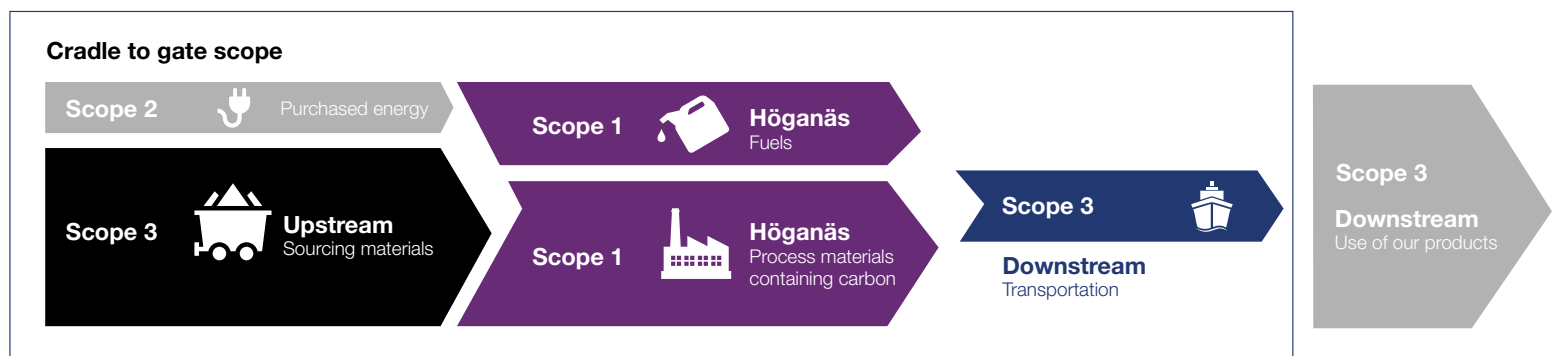 Cradle to gate scope
Scope 2
Purchased energy
Scope 3
Upstream
Sourcing materials
Scope 1
Höganäs
Fuels
Scope 1
Höganäs
Process materials
containing carbon
Scope 3
Downstream
Transportation
Scope 3
Downstream
Use of our products